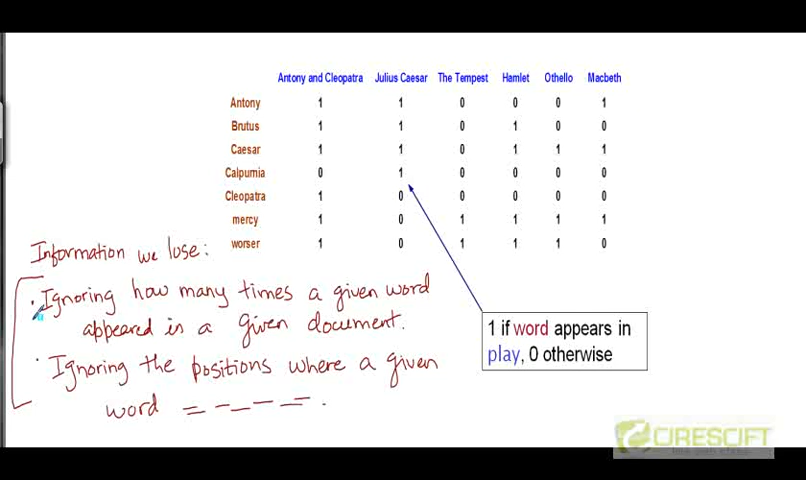 Antony and Cleopatra Julius Caesar The Tempest Hamlet Othello Macbeth
Antony 1 1 0 0 0 1
Brutus 1 1 0 1 0 0
Caesar 1 1 0 1 1 1
Calpurnia 0 1 0 0 0 0
Cleopatra 1 0 0 0 0 0
mercy 1 0 1 1 1 1
worser 1 0 1 1 1 0
Information we lose:
· Ignoring how many times a given word
appeared in a given document.
· Ignoring the positions where a given
word = - - - = .
1 if word appears in
play, 0 otherwise